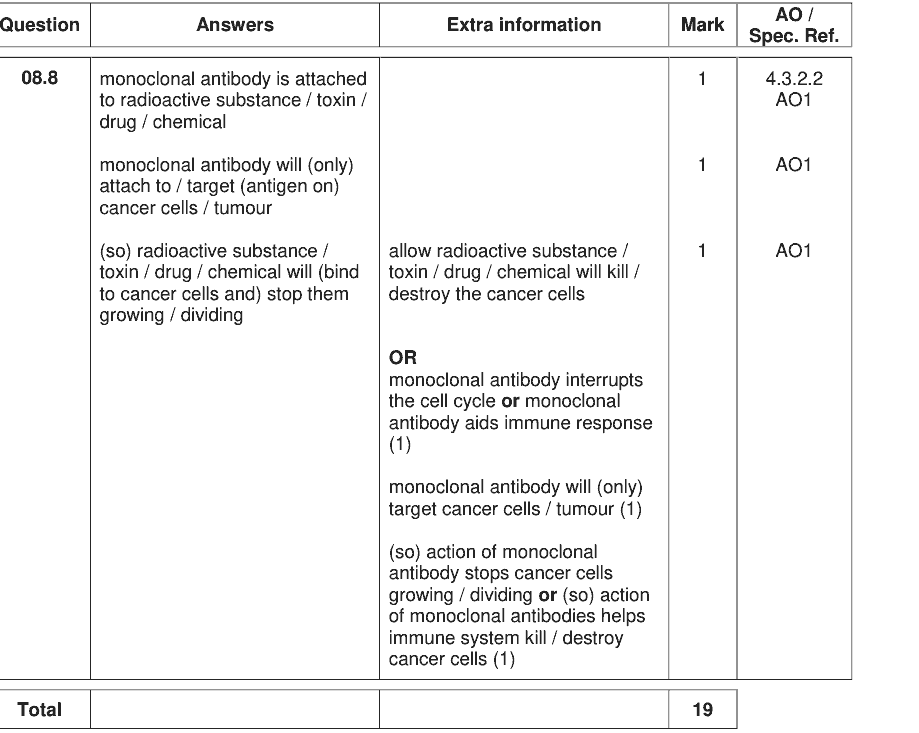 Question Answers Extra information Mark AO /
Spec. Ref.
08.8 monoclonal antibody is attached 1 4.3.2.2
to radioactive substance / toxin / AO1
drug / chemical
monoclonal antibody will (only) 1 AO1
attach to / target (antigen on)
cancer cells / tumour
(so) radioactive substance / allow radioactive substance / 1 AO1
toxin / drug / chemical will (bind toxin / drug / chemical will kill /
to cancer cells and) stop them destroy the cancer cells
growing / dividing
OR
monoclonal antibody interrupts
the cell cycle or monoclonal
antibody aids immune response
(1)
monoclonal antibody will (only)
target cancer cells / tumour (1)
(so) action of monoclonal
antibody stops cancer cells
growing / dividing or (so) action
of monoclonal antibodies helps
immune system kill / destroy
cancer cells (1)
Total 19